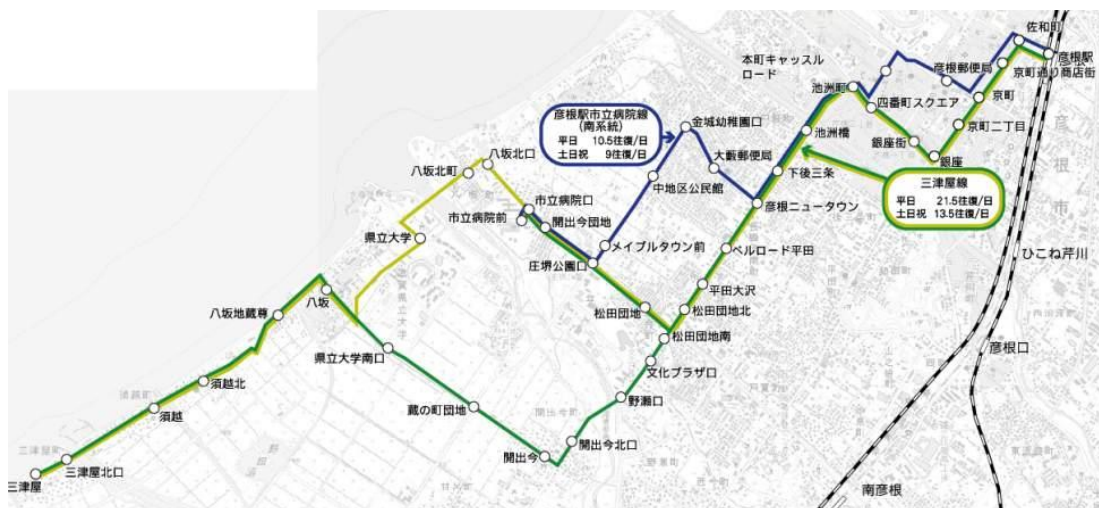 佐和町
彦根駅
本町キャッスル
ロード
彦根郵便局
京町通り商店街
池洲町
四番町スクエア
京町
彦根駅市立病院線
(南系統)
平日 10.5往復/日
土日祝 9往復/日
金城幼稚園口
池洲橋
銀座街
京町二丁目
銀座
大藪郵便局
下後三条
八坂北口
八坂北町
中地区公民館
三津屋線
平日 21.5往復/日
土日祝 13.5往復/日
市立病院口
市立病院前
開出今団地
彦根ニュータウン
県立大学
メイプルタウン前
ベルロード平田
ひこね芹川
庄堺公園口
平田大沢
八坂
八坂地蔵尊
松田団地
松田団地北
松田団地南
県立大学南口
文化プラザ口
彦根口
須越北
須越町
須越
蔵の町団地
野瀬口
開出今町
開出今北口
三津屋町
開出今
三津屋北口
三津屋
南彦根